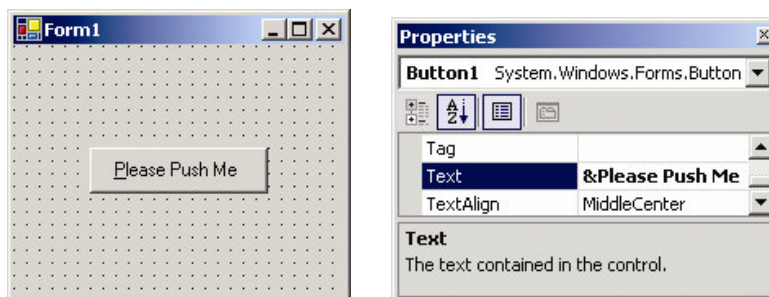 Form1
Please Push Me
Properties
Button1 System.Windows.Forms.Button
Tag
Text &Please Push Me
TextAlign MiddleCenter
Text
The text contained in the control.